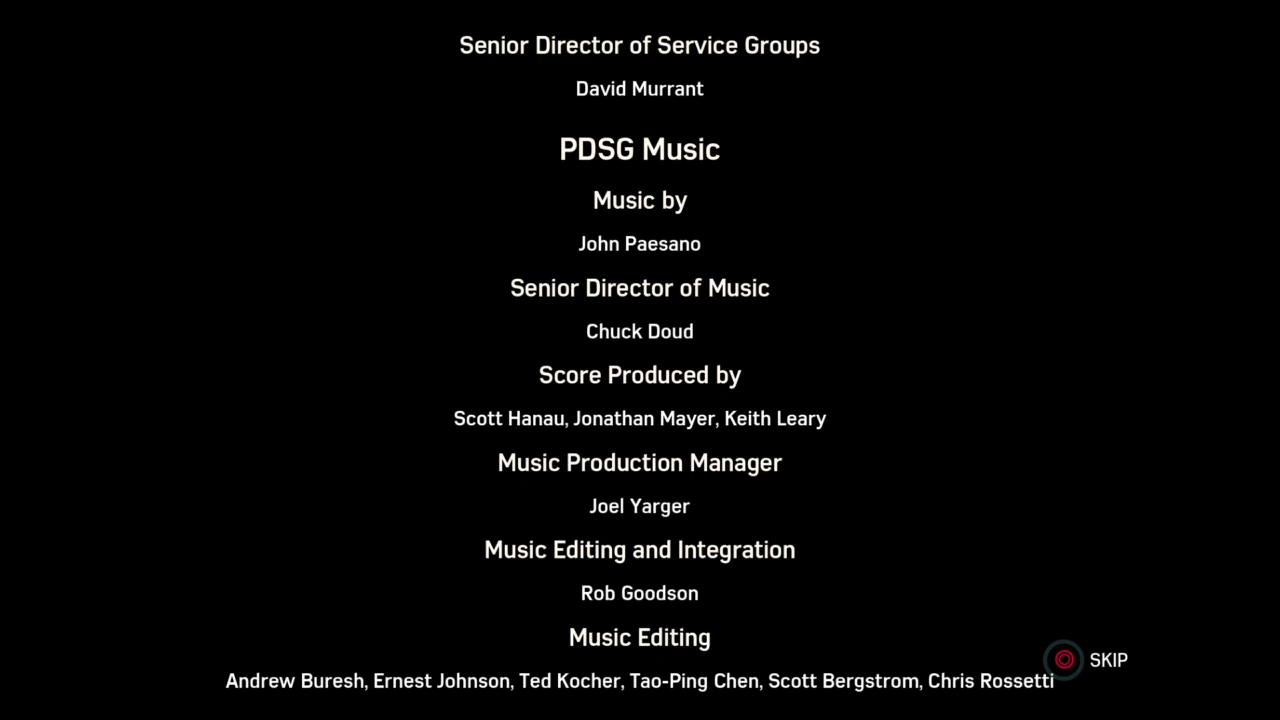 Senior Director of Service Groups
David Murrant
PDSG Music
Music by
John Paesano
Senior Director of Music
Chuck Doud
Score Produced by
Scott Hanau, Jonathan Mayer, Keith Leary
Music Production Manager
Joel Yarger
Music Editing and Integration
Rob Goodson
Music Editing
SKIP
Andrew Buresh, Ernest Johnson, Ted Kocher, Tao-Ping Chen, Scott Bergstrom, Chris Rossetti